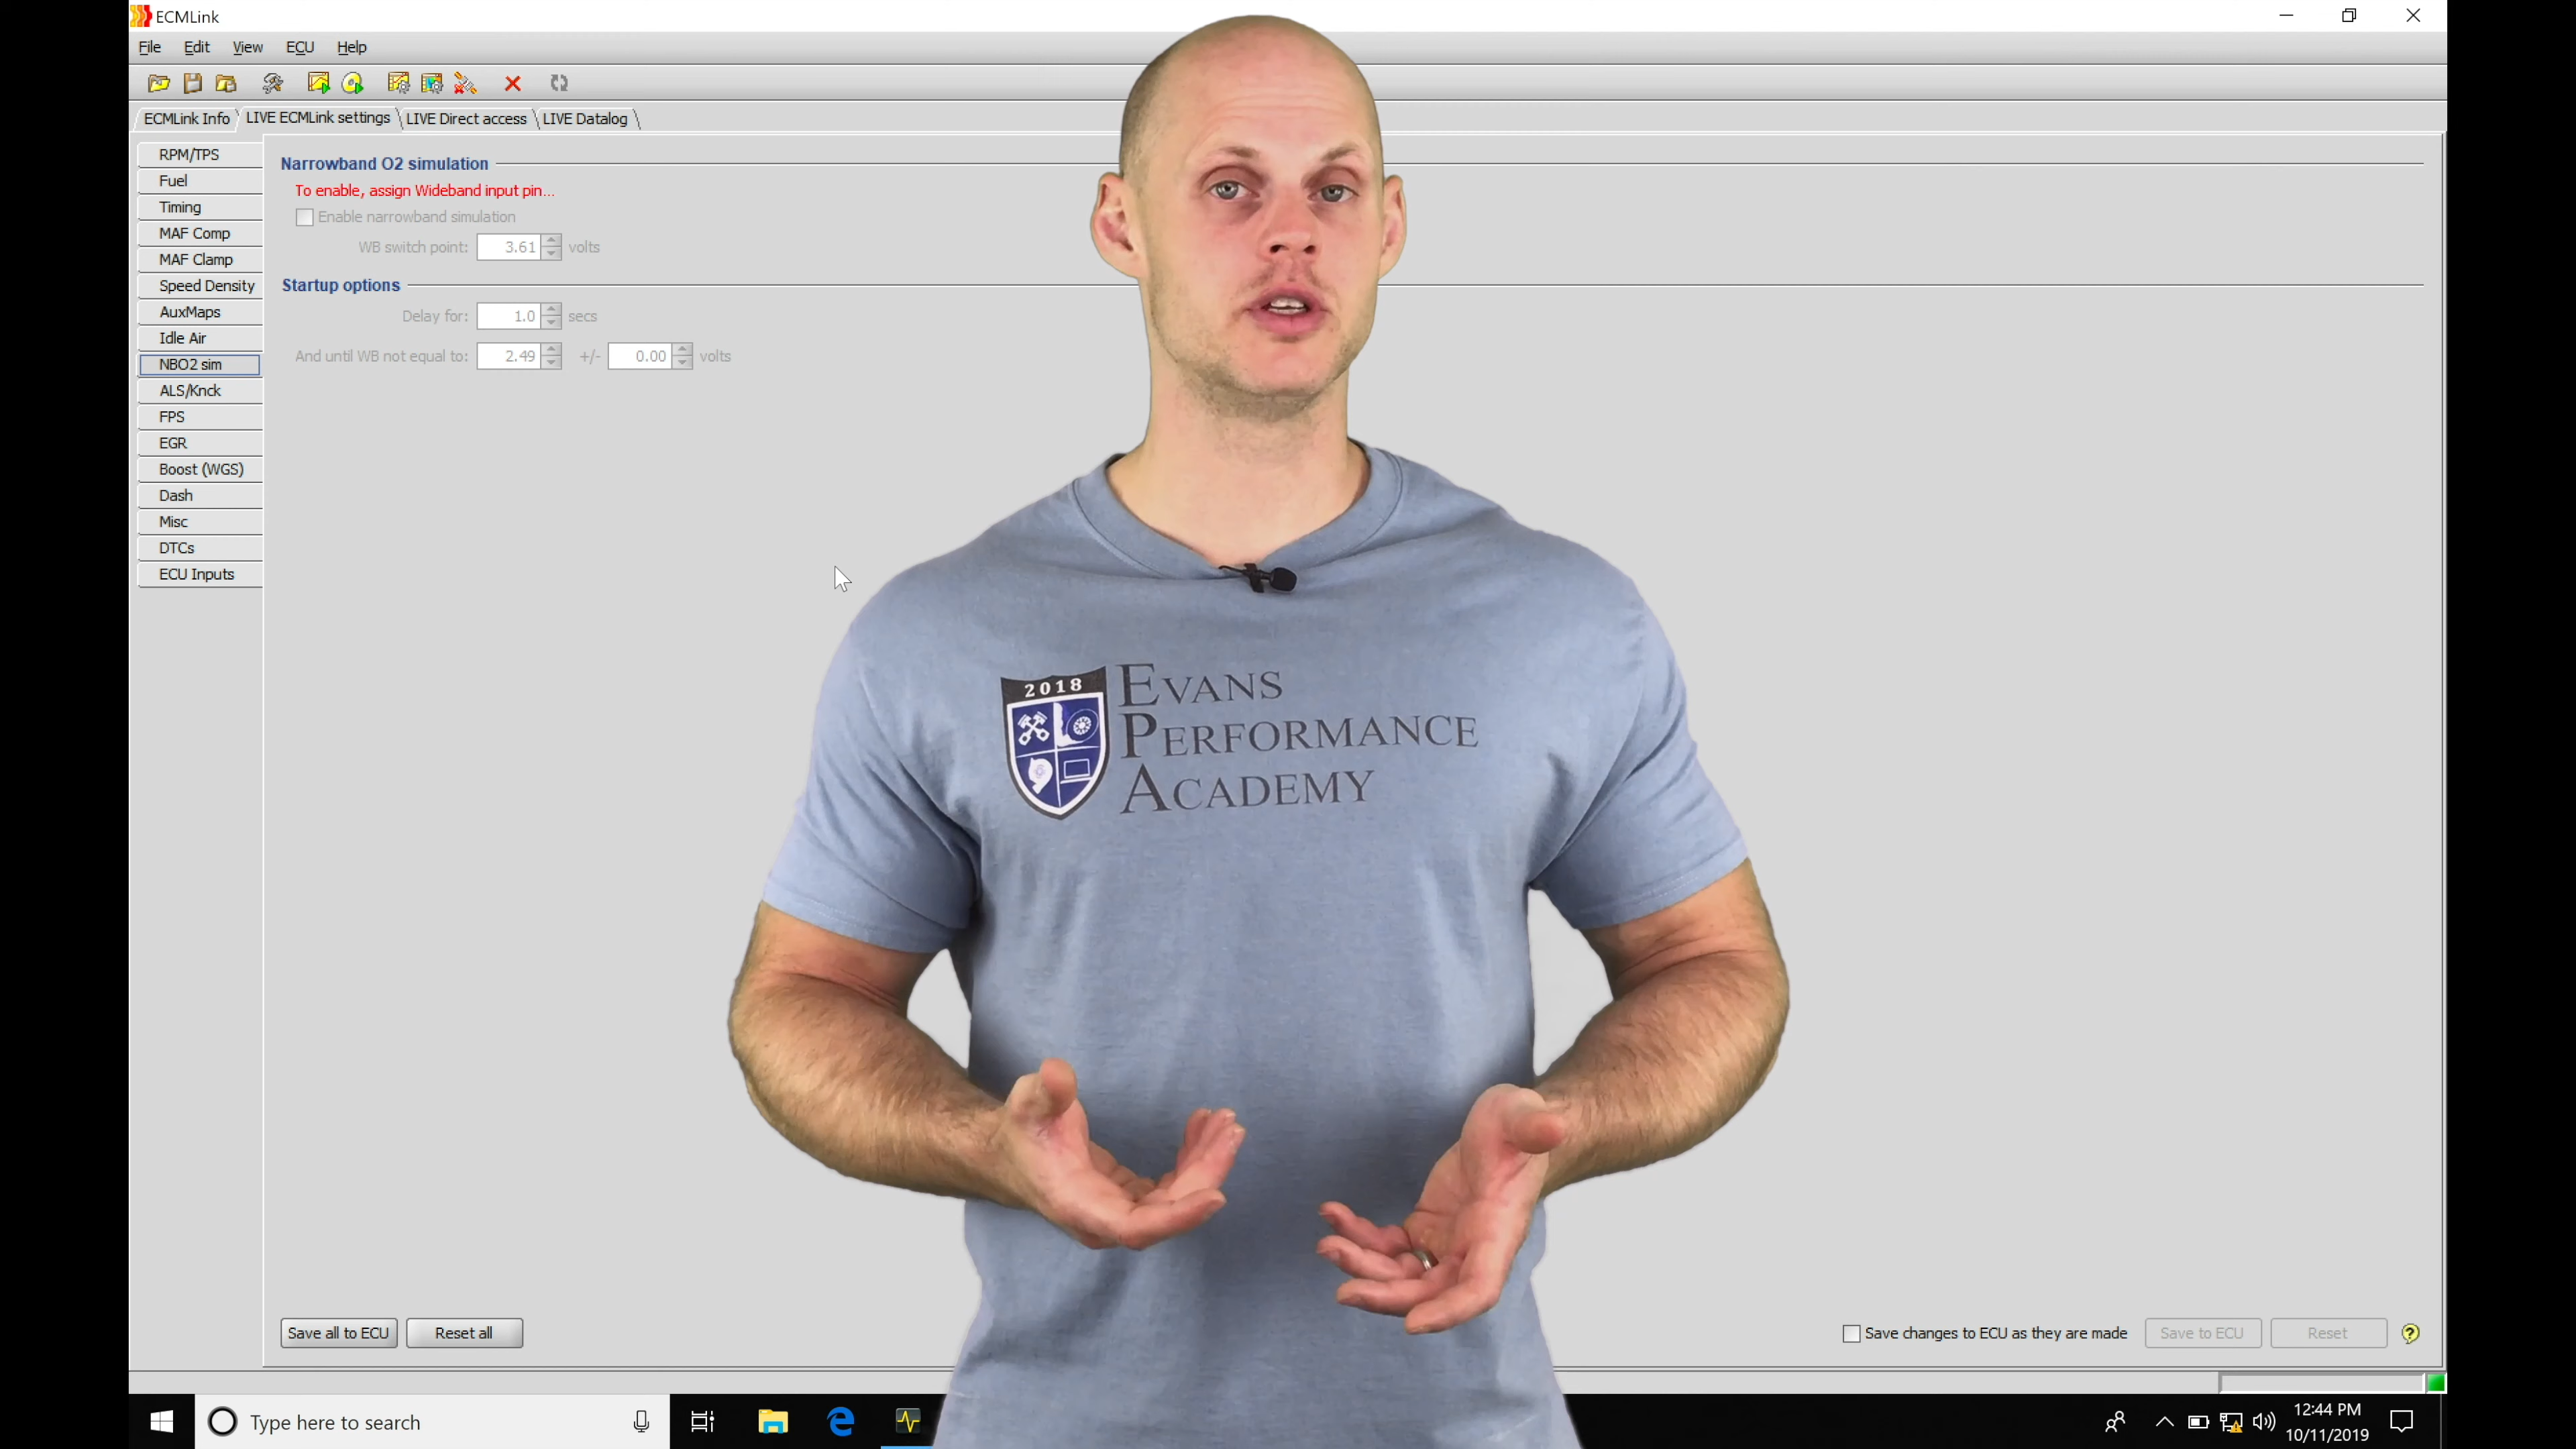 ECMLink
File Edit View ECU Help
ECMLink Info LIVE ECMLink settings LIVE Direct access LIVE Datalog
RPM/TPS
Fuel
Timing
MAF Comp
MAF Clamp
Speed Density
AuxMaps
Idle Air
NBO2 sim
ALS/Knck
FPS
EGR
Boost (WGS)
Dash
Misc
DTCs
ECU Inputs
Narrowband O2 simulation
To enable, assign Wideband input pin...
Enable narrowband simulation
WB switch point: 3.61 volts
Startup options
Delay for: 1.0 secs
And until WB not equal to: 2.49 +/- 0.00 volts
2018
EVANS
PERFORMANCE
ACADEMY
Save all to ECU Reset all
Save changes to ECU as they are made Save to ECU Reset
Type here to search
12:44 PM
10/11/2019